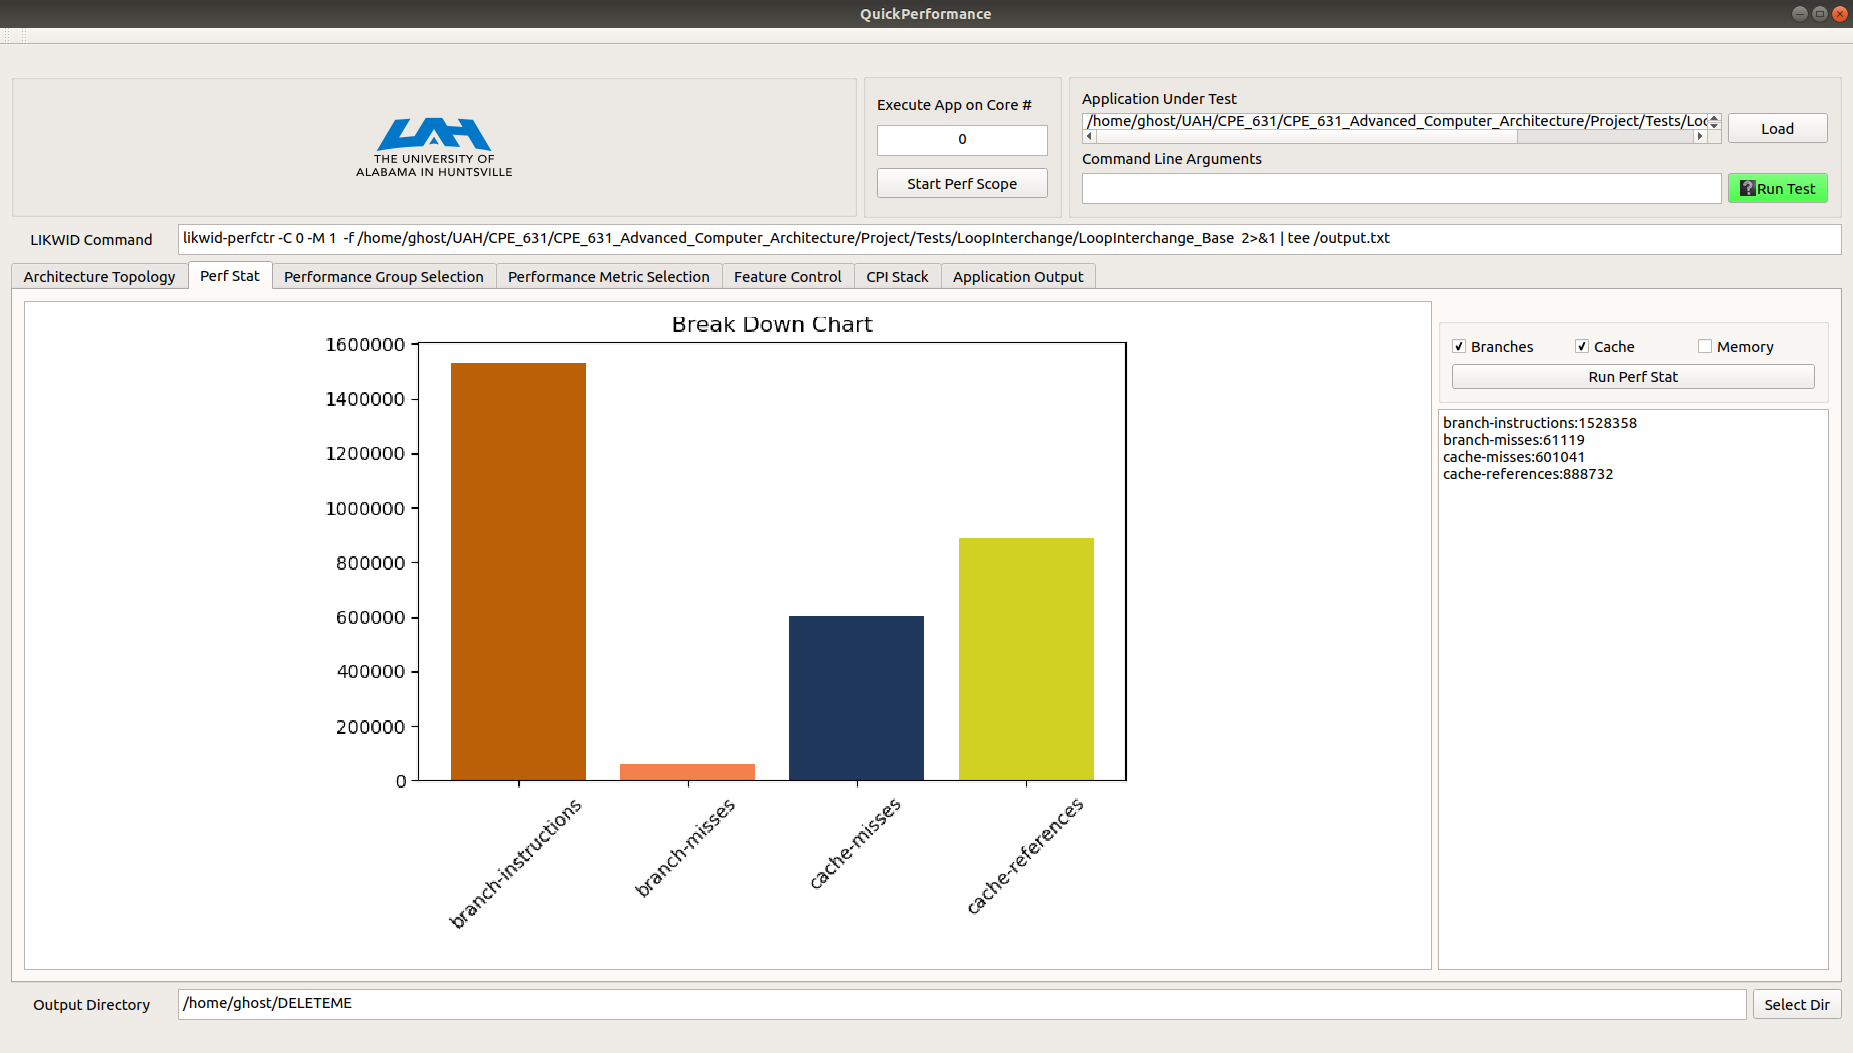 QuickPerformance
THE UNIVERSITY OF
ALABAMA IN HUNTSVILLE
Execute App on Core #
0
Start Perf Scope
Application Under Test
/home/ghost/UAH/CPE_631/CPE_631_Advanced_Computer_Architecture/Project/Tests/Loo
Load
Command Line Arguments
Run Test
LIKWID Command
likwid-perfctr -C 0 -M 1 -f /home/ghost/UAH/CPE_631/CPE_631_Advanced_Computer_Architecture/Project/Tests/LoopInterchange/LoopInterchange_Base 2>&1 | tee /output.txt
Architecture Topology Perf Stat Performance Group Selection Performance Metric Selection Feature Control CPI Stack Application Output
Break Down Chart
1600000
1400000
1200000
1000000
800000
600000
400000
200000
0
branch-instructions
branch-misses
cache-misses
cache-references
Branches Cache Memory
Run Perf Stat
branch-instructions:1528358
branch-misses:61119
cache-misses:601041
cache-references:888732
Output Directory
/home/ghost/DELETEME
Select Dir